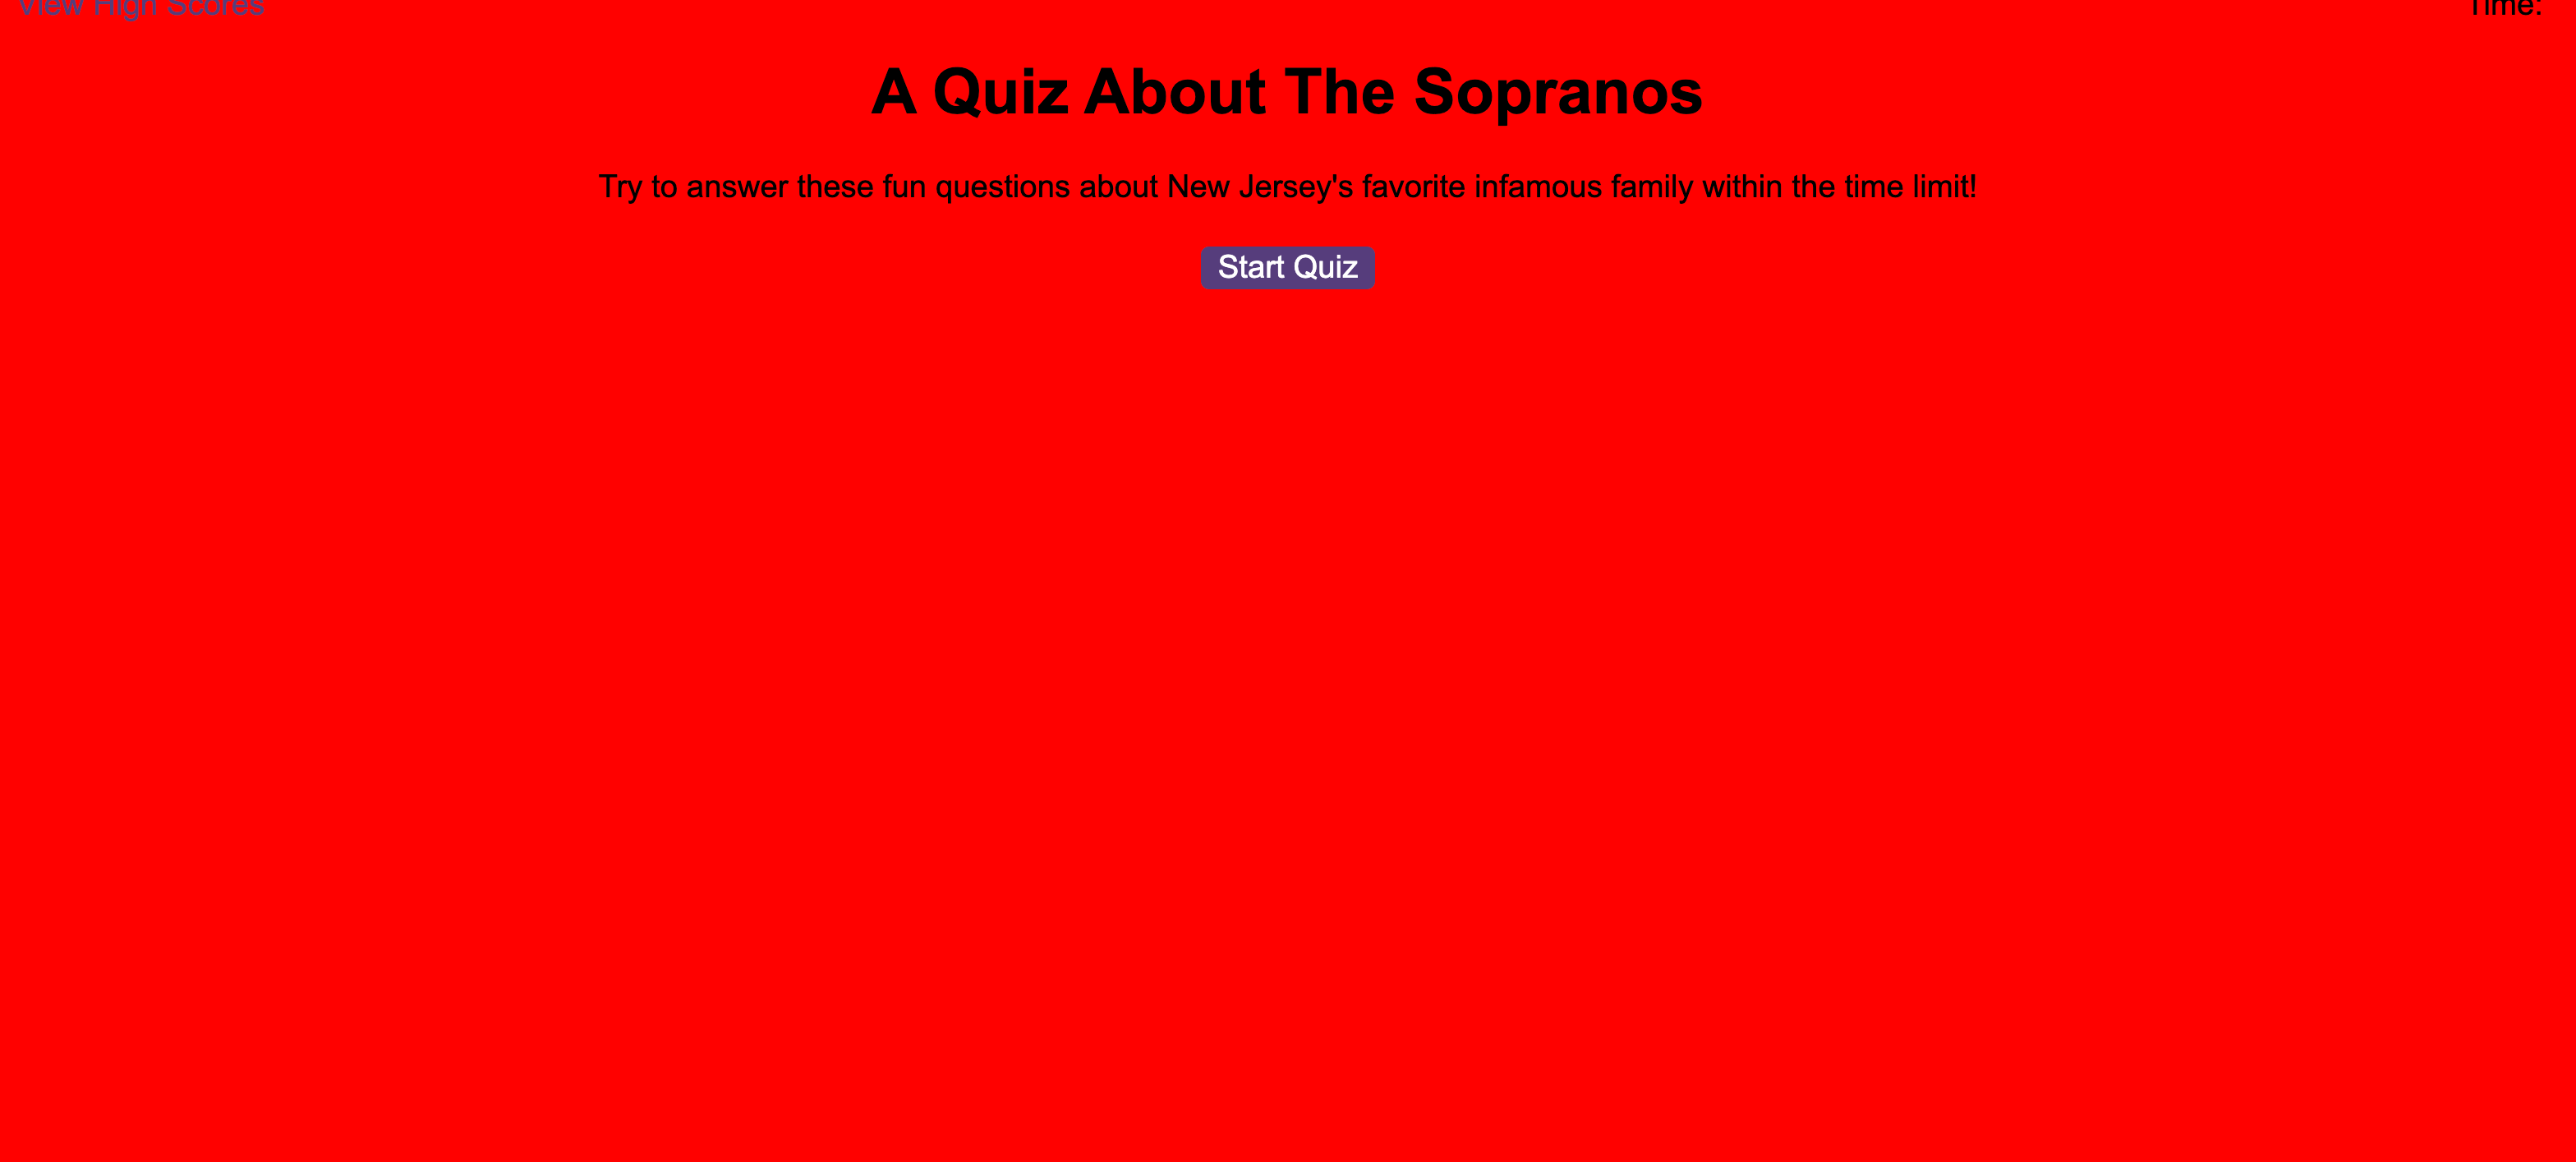 View High Scores
Time:
A Quiz About The Sopranos
Try to answer these fun questions about New Jersey's favorite infamous family within the time limit!
Start Quiz